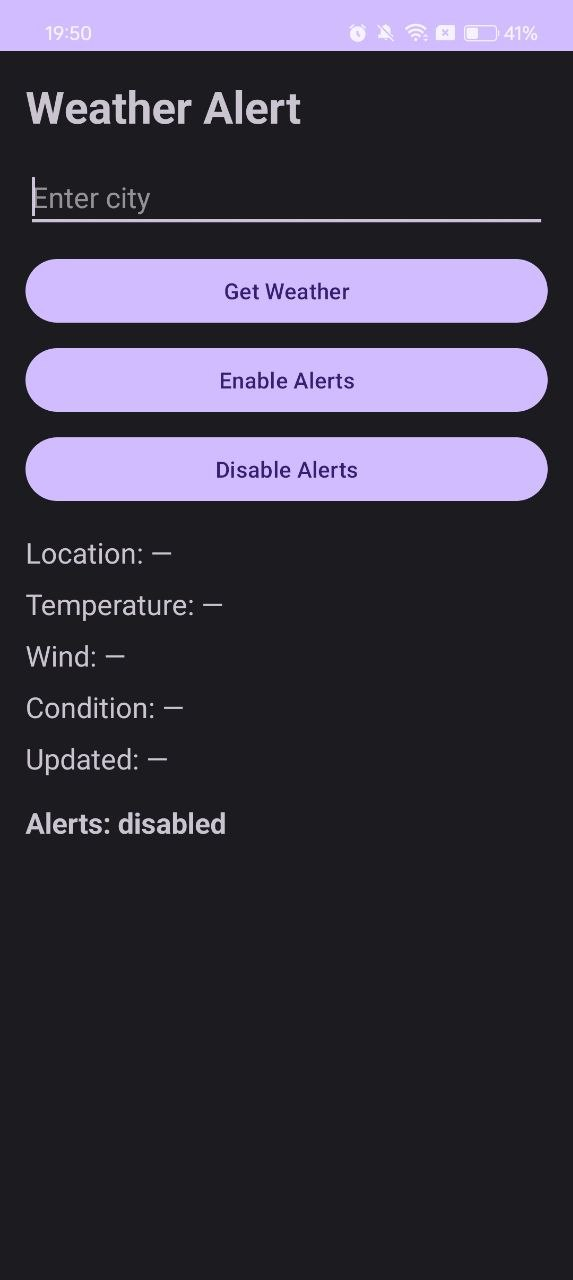 19:50 41%
Weather Alert
Enter city
Get Weather
Enable Alerts
Disable Alerts
Location: —
Temperature: —
Wind: —
Condition: —
Updated: —
Alerts: disabled